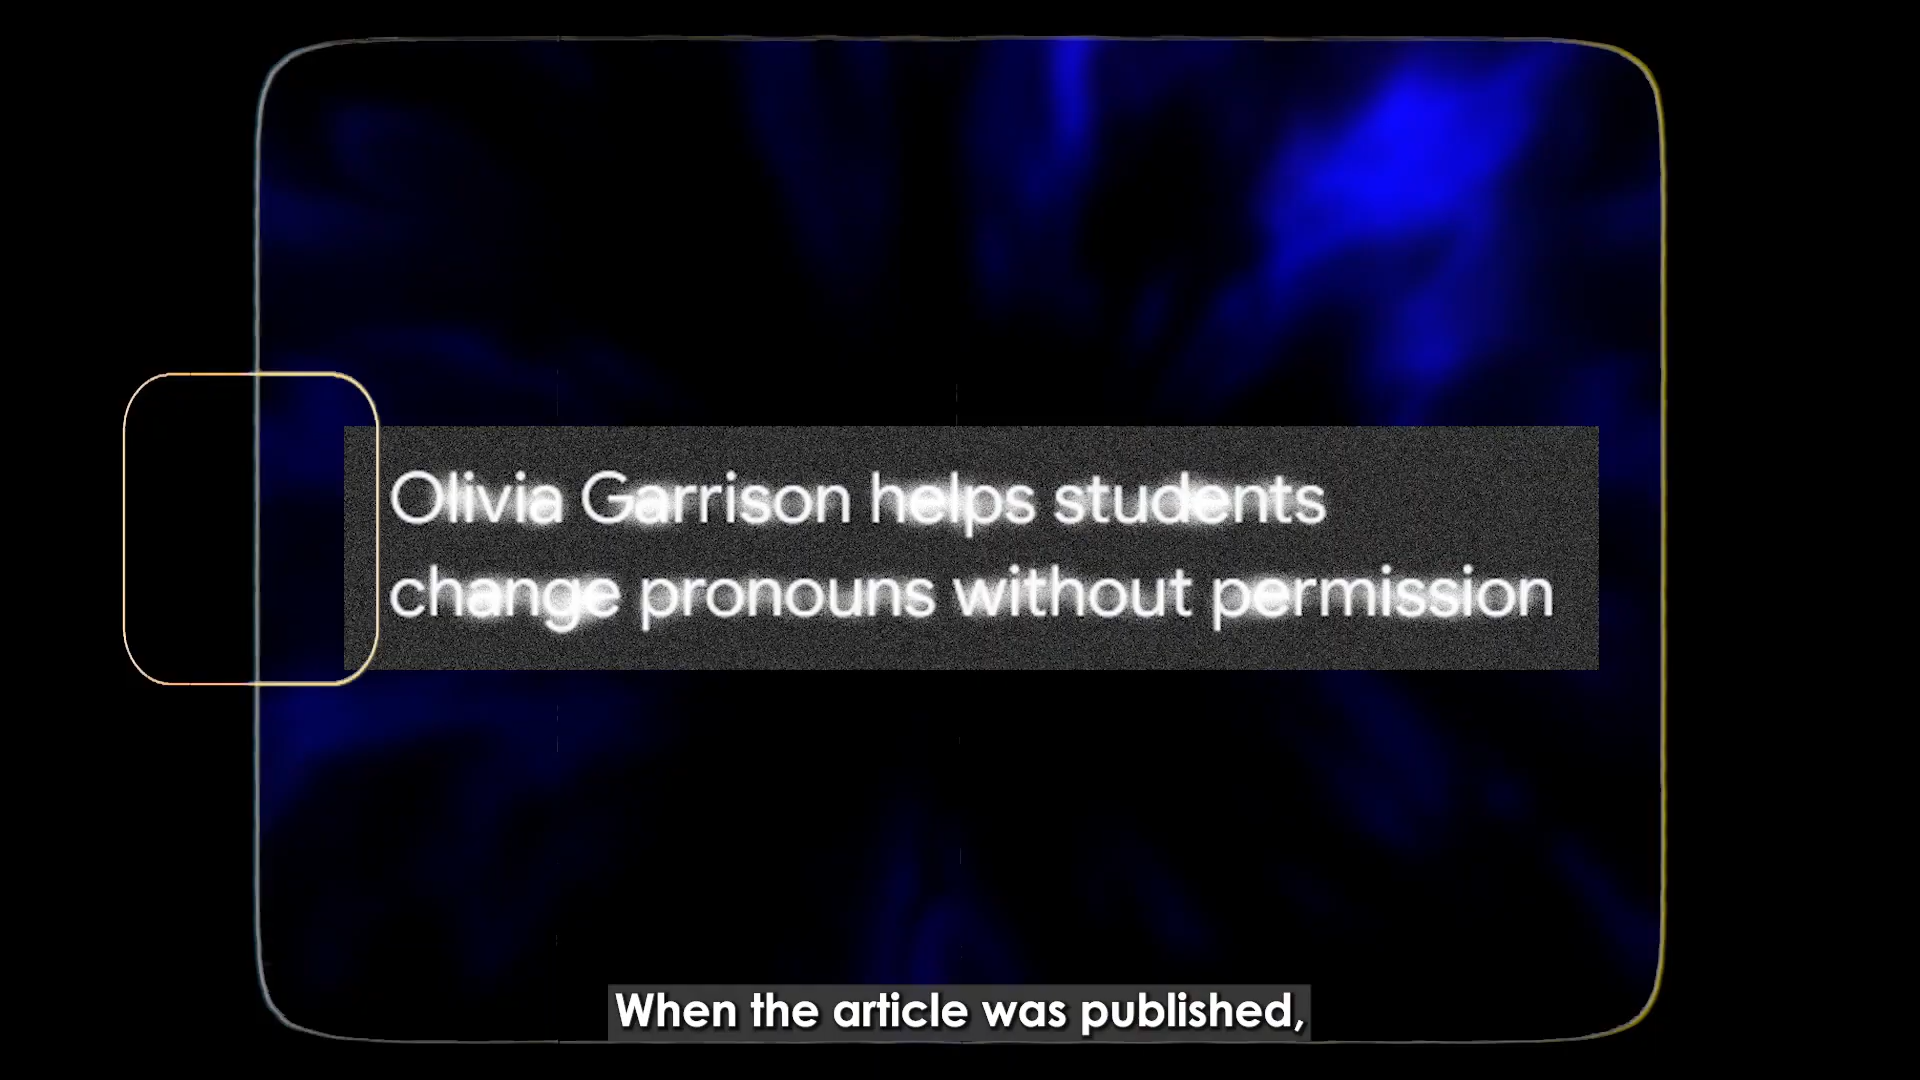 Olivia Garrison helps students
change pronouns without permission
When the article was published,